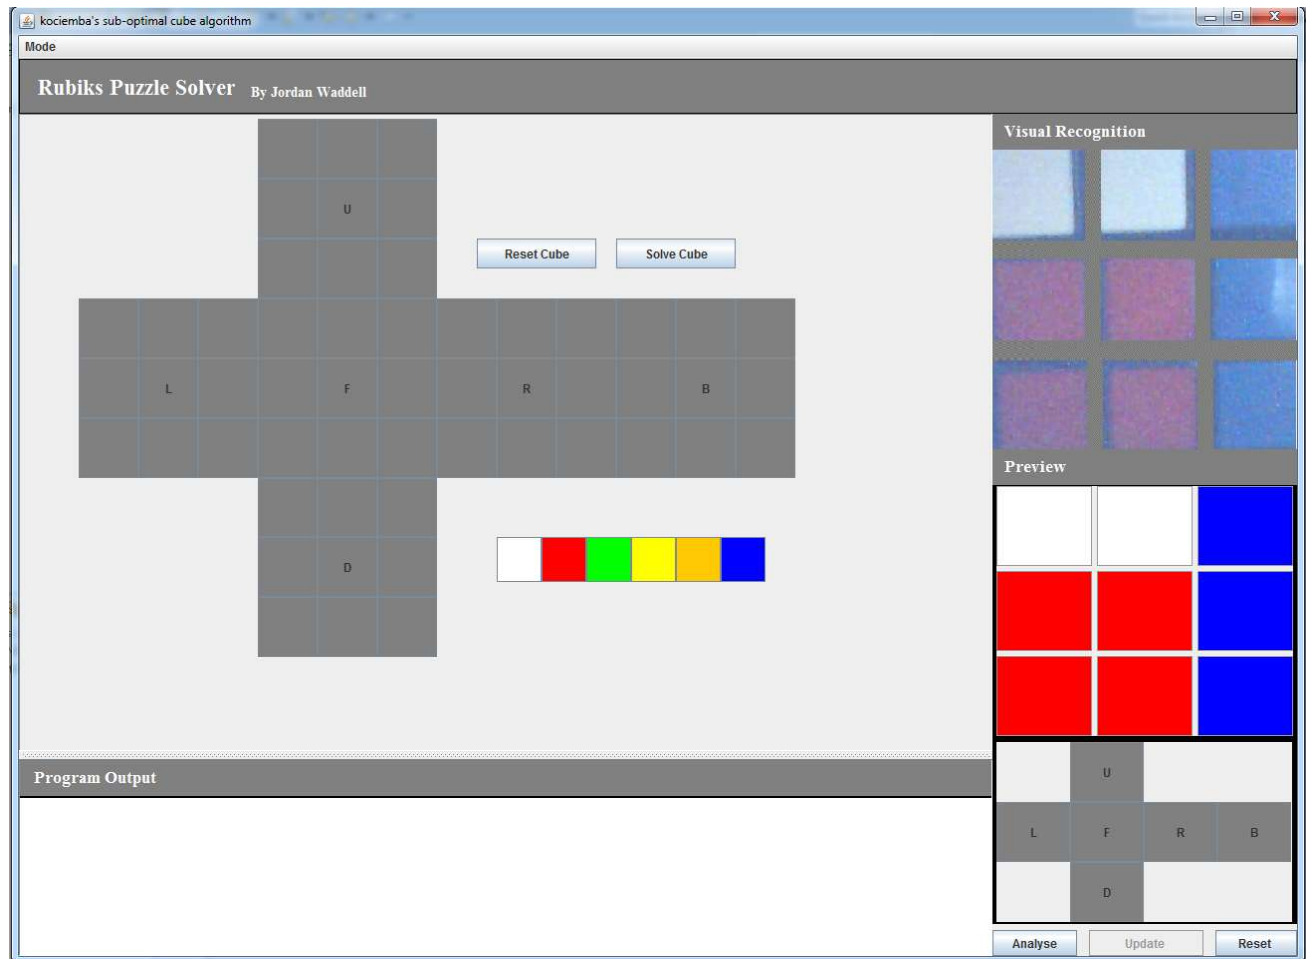 kociemba's sub-optimal cube algorithm
Mode
Rubiks Puzzle Solver By Jordan Waddell
Visual Recognition
U
Reset Cube Solve Cube
L F R B
D
Preview
Program Output
U
L F R B
D
Analyse Update Reset